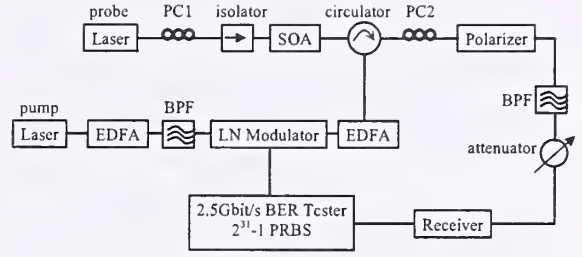 probe
PC1
isolator
circulator
PC2
Laser
SOA
Polarizer
pump
BPF
BPF
Laser
EDFA
LN Modulator
EDFA
attenuator
2,5Gbit/s BER Tester
2³¹-1 PRBS
Receiver